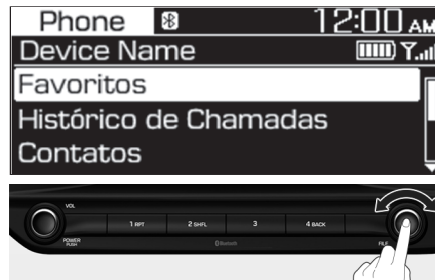 Phone 12:00 AM
Device Name
Favoritos
Histórico de Chamadas
Contatos
VOL
1 RPT 2 SHFL 3 4 BACK
POWER
PUSH
Bluetooth
FILE